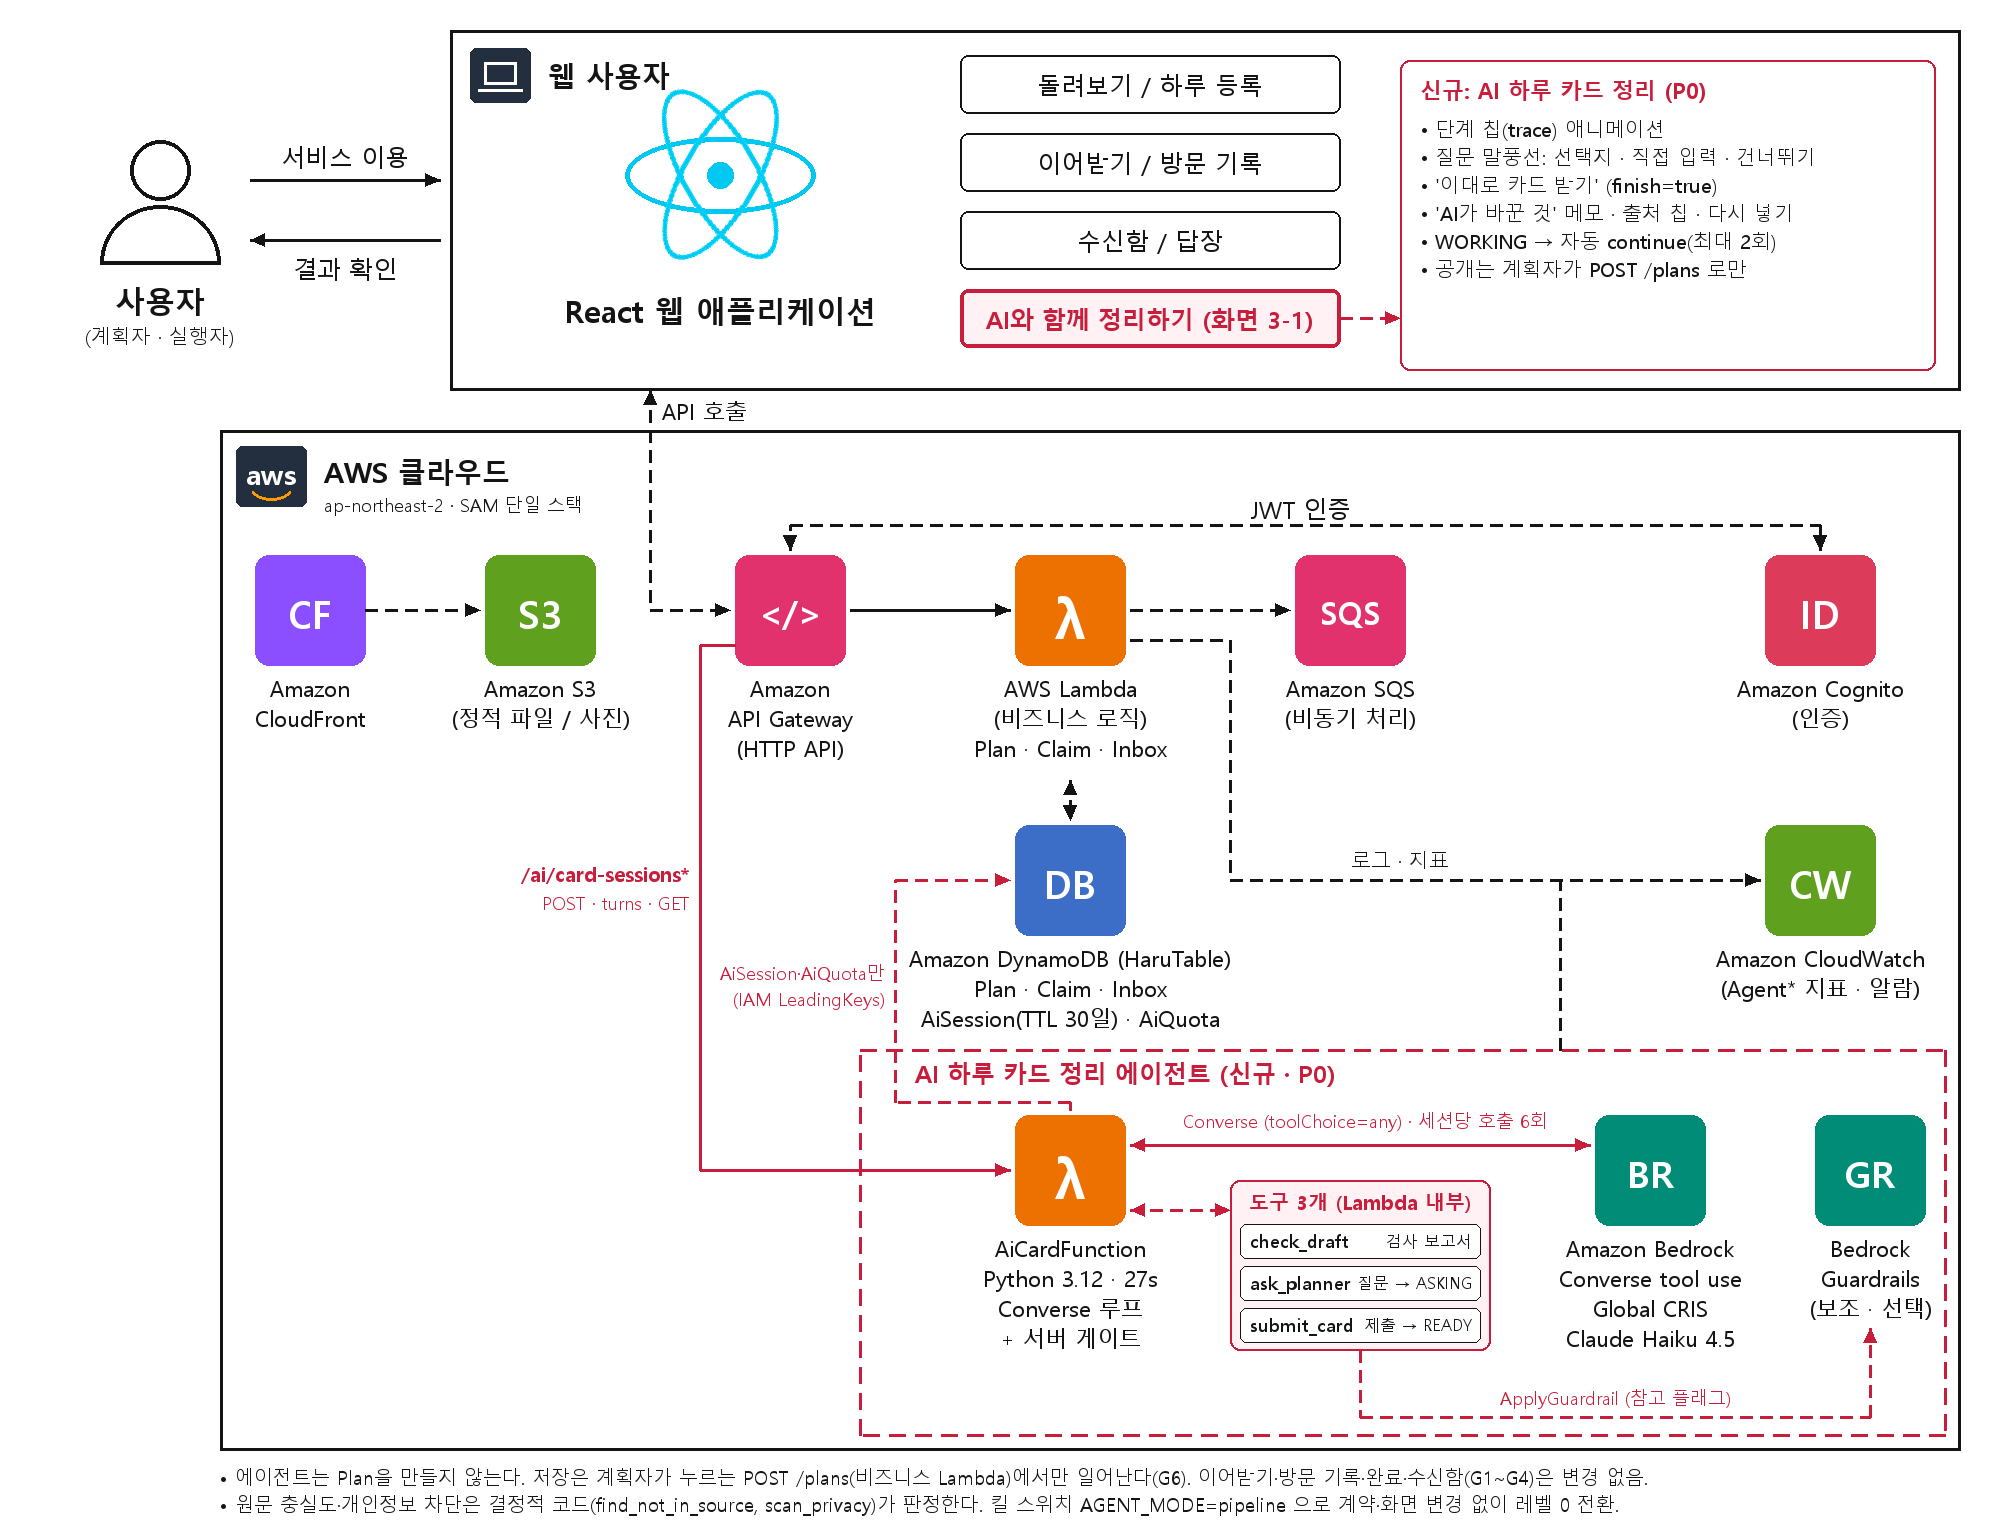 웹 사용자
돌려보기 / 하루 등록
이어받기 / 방문 기록
수신함 / 답장
AI와 함께 정리하기 (화면 3-1)
React 웹 애플리케이션
신규: AI 하루 카드 정리 (P0)
• 단계 칩(trace) 애니메이션
• 질문 말풍선: 선택지 · 직접 입력 · 건너뛰기
• '이대로 카드 받기' (finish=true)
• 'AI가 바꾼 것' 메모 · 출처 칩 · 다시 넣기
• WORKING → 자동 continue(최대 2회)
• 공개는 계획자가 POST /plans 로만
서비스 이용
결과 확인
사용자
(계획자 · 실행자)
API 호출
aws
AWS 클라우드
ap-northeast-2 · SAM 단일 스택
JWT 인증
CF
Amazon
CloudFront
S3
Amazon S3
(정적 파일 / 사진)
</>
Amazon
API Gateway
(HTTP API)
λ
AWS Lambda
(비즈니스 로직)
Plan · Claim · Inbox
SQS
Amazon SQS
(비동기 처리)
ID
Amazon Cognito
(인증)
/ai/card-sessions*
POST · turns · GET
AiSession·AiQuota만
(IAM LeadingKeys)
DB
Amazon DynamoDB (HaruTable)
Plan · Claim · Inbox
AiSession(TTL 30일) · AiQuota
로그 · 지표
CW
Amazon CloudWatch
(Agent* 지표 · 알람)
AI 하루 카드 정리 에이전트 (신규 · P0)
Converse (toolChoice=any) · 세션당 호출 6회
λ
AiCardFunction
Python 3.12 · 27s
Converse 루프
+ 서버 게이트
도구 3개 (Lambda 내부)
check_draft 검사 보고서
ask_planner 질문 → ASKING
submit_card 제출 → READY
BR
Amazon Bedrock
Converse tool use
Global CRIS
Claude Haiku 4.5
GR
Bedrock
Guardrails
(보조 · 선택)
ApplyGuardrail (참고 플래그)
• 에이전트는 Plan을 만들지 않는다. 저장은 계획자가 누르는 POST /plans(비즈니스 Lambda)에서만 일어난다(G6). 이어받기·방문 기록·완료·수신함(G1~G4)은 변경 없음.
• 원문 충실도·개인정보 차단은 결정적 코드(find_not_in_source, scan_privacy)가 판정한다. 킬 스위치 AGENT_MODE=pipeline 으로 계약·화면 변경 없이 레벨 0 전환.